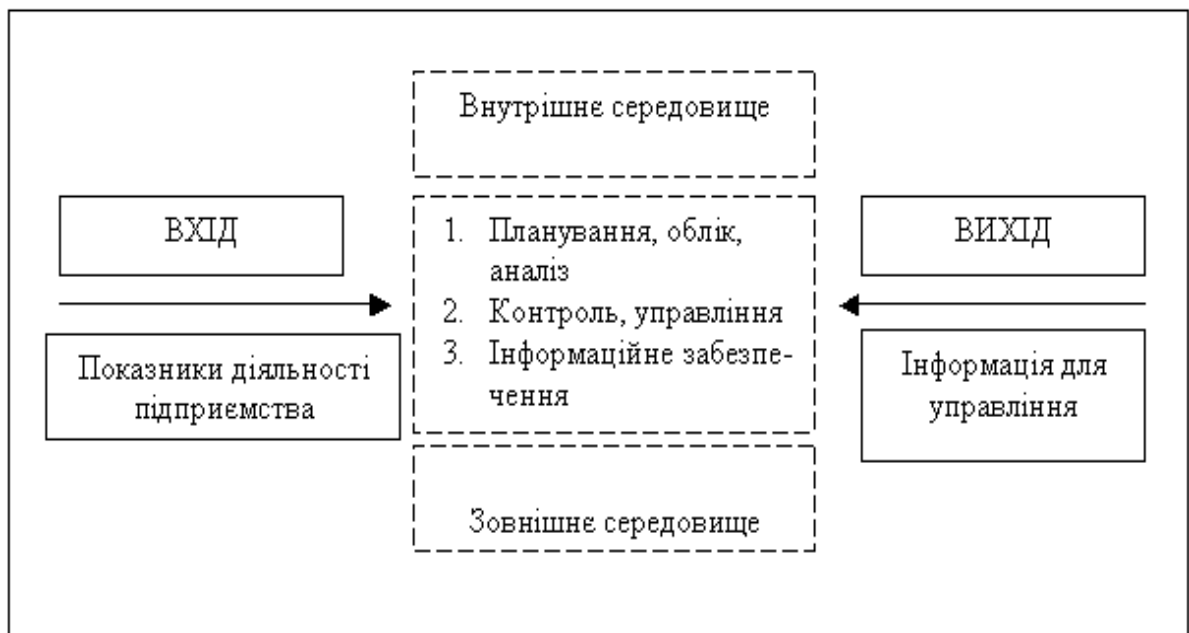 Внутрішнє середовище
ВХІД
Показники діяльності
підприємства
1. Планування, облік,
аналіз
2. Контроль, управління
3. Інформаційне забезпе-
чення
ВИХІД
Інформація для
управління
Зовнішнє середовище